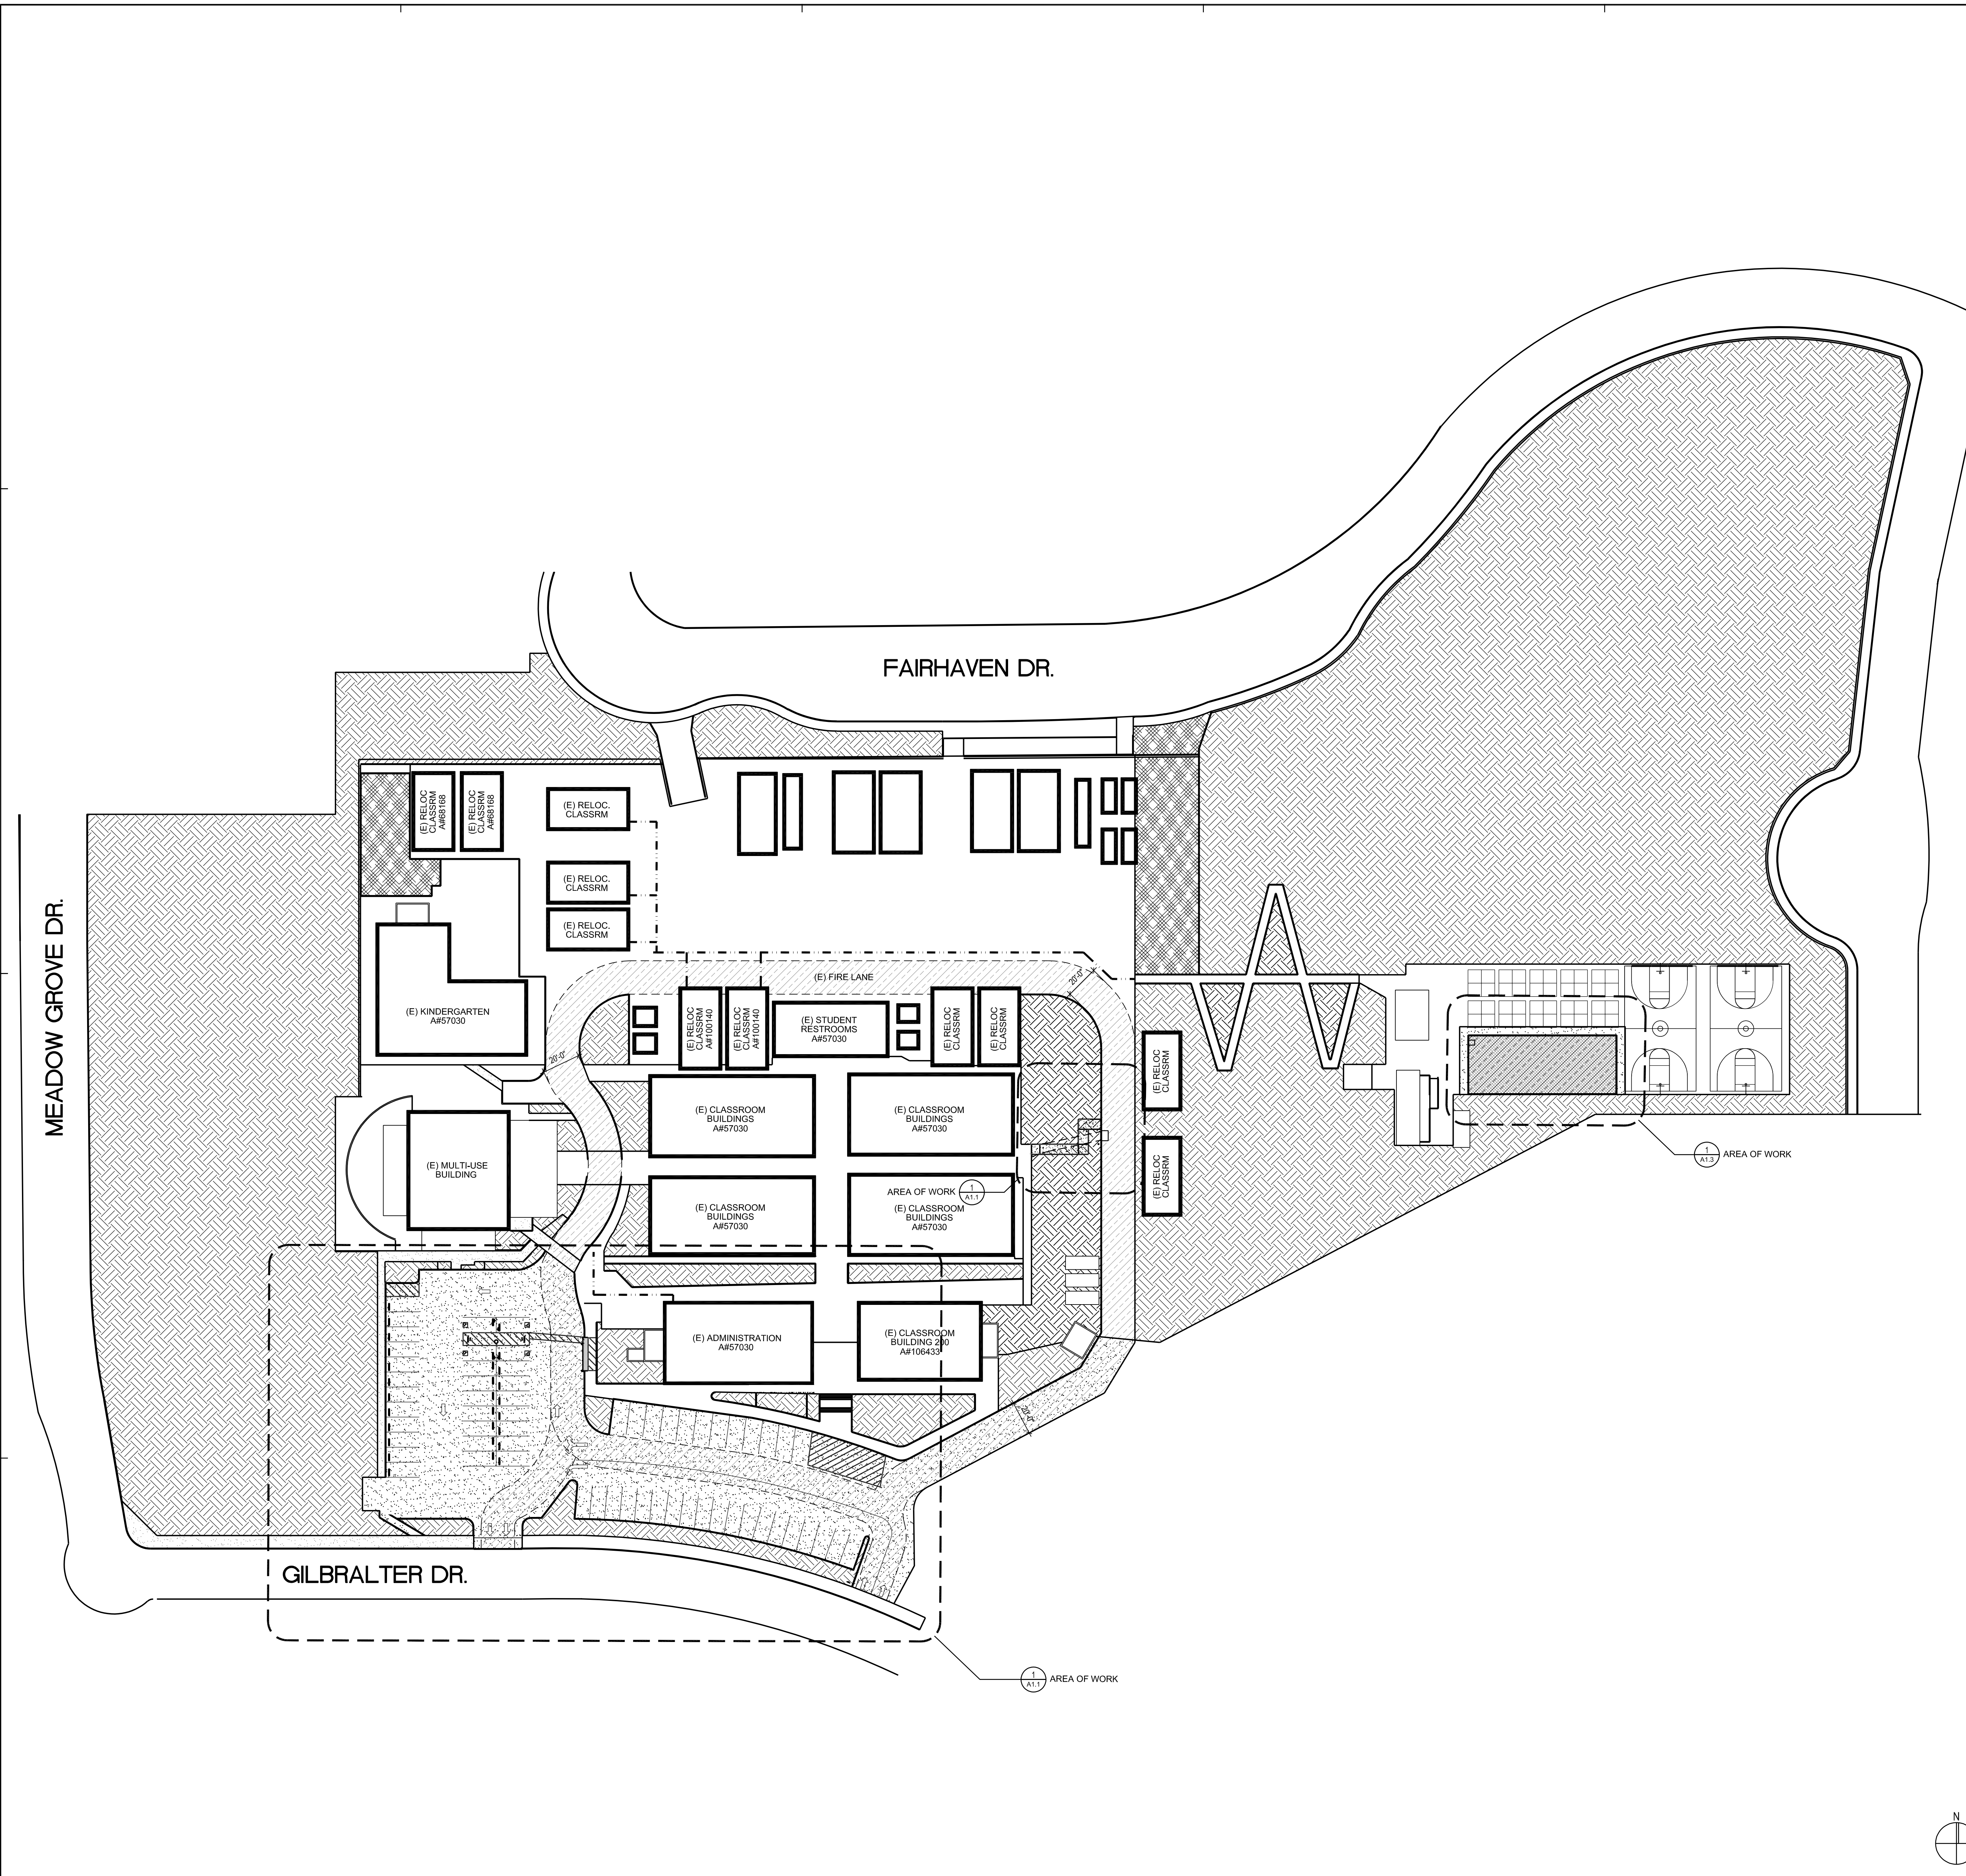 FAIRHAVEN DR.
MEADOW GROVE DR.
(E) RELOC
CLASSRM
A#68168
(E) RELOC
CLASSRM
A#68168
(E) RELOC.
CLASSRM
(E) RELOC.
CLASSRM
(E) RELOC.
CLASSRM
(E) FIRE LANE
20'-0"
(E) KINDERGARTEN
A#57030
20'-0"
(E) RELOC
CLASSRM
A#100140
(E) RELOC
CLASSRM
A#100140
(E) STUDENT
RESTROOMS
A#57030
(E) RELOC
CLASSRM
(E) RELOC
CLASSRM
(E) RELOC
CLASSRM
(E) CLASSROOM
BUILDINGS
A#57030
(E) CLASSROOM
BUILDINGS
A#57030
(E) MULTI-USE
BUILDING
1
A1.3
AREA OF WORK
(E) RELOC
CLASSRM
AREA OF WORK
1
A1.1
(E) CLASSROOM
BUILDINGS
A#57030
(E) CLASSROOM
BUILDINGS
A#57030
(E) ADMINISTRATION
A#57030
(E) CLASSROOM
BUILDING 200
A#106433
20'-0"
GILBRALTER DR.
1
A1.1
AREA OF WORK
N